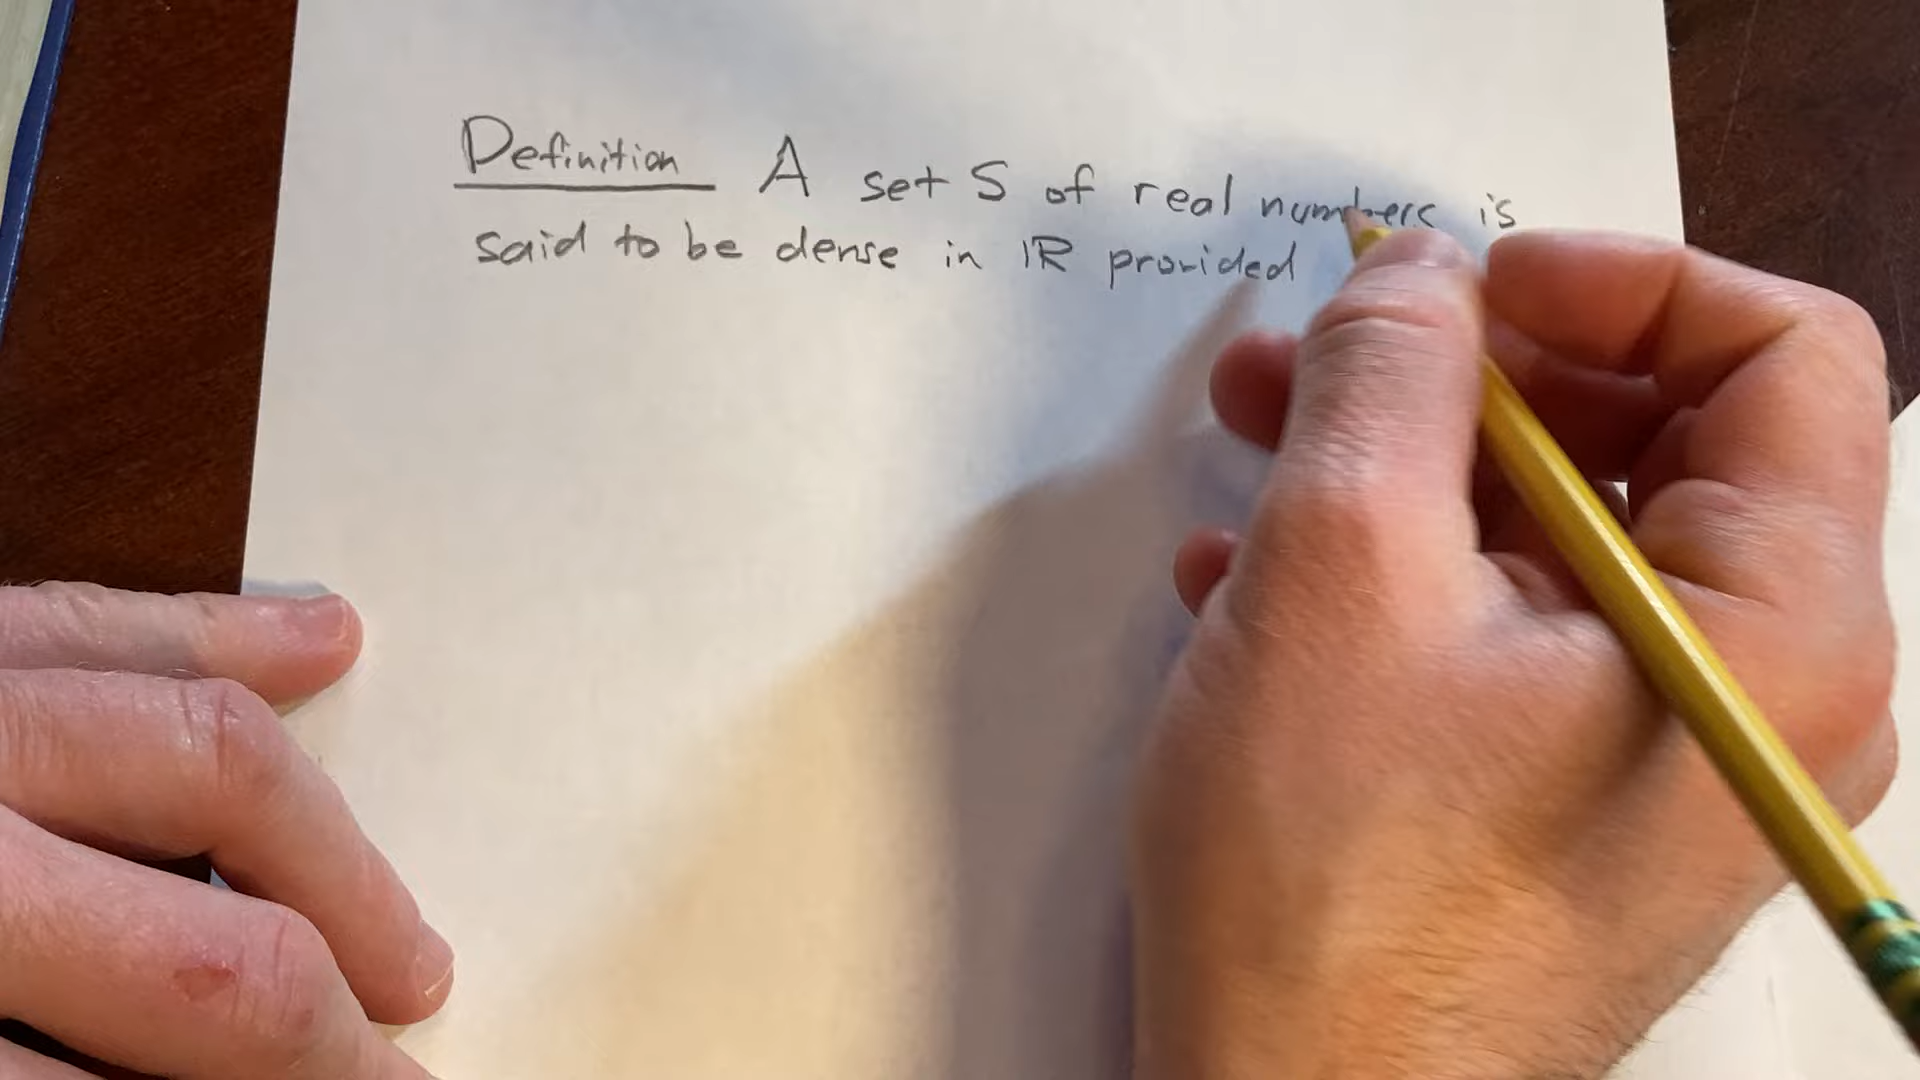 Definition A set S of real numbers is
said to be dense in ℝ provided